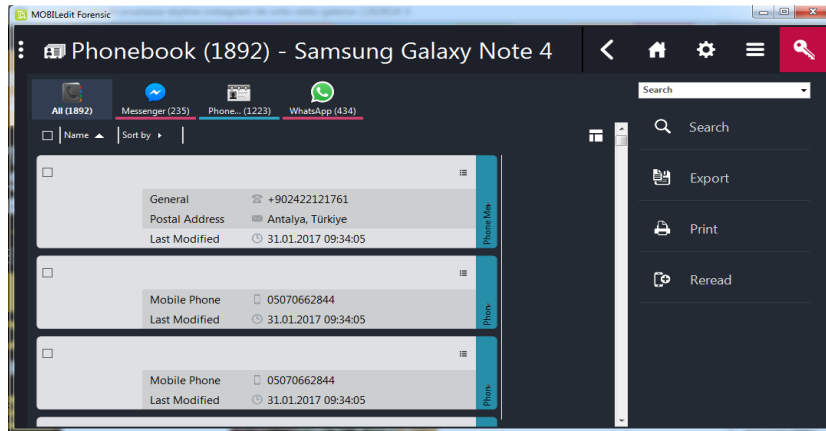 MOBILedit Forensic
Phonebook (1892) - Samsung Galaxy Note 4
All (1892)
Messenger (235)
Phone... (1223)
WhatsApp (434)
Name
Sort by
General +902422121761
Postal Address Antalya, Türkiye
Last Modified 31.01.2017 09:34:05
Mobile Phone 05070662844
Last Modified 31.01.2017 09:34:05
Phon
Mobile Phone 05070662844
Last Modified 31.01.2017 09:34:05
Phon
Search
Search
Export
Print
Reread